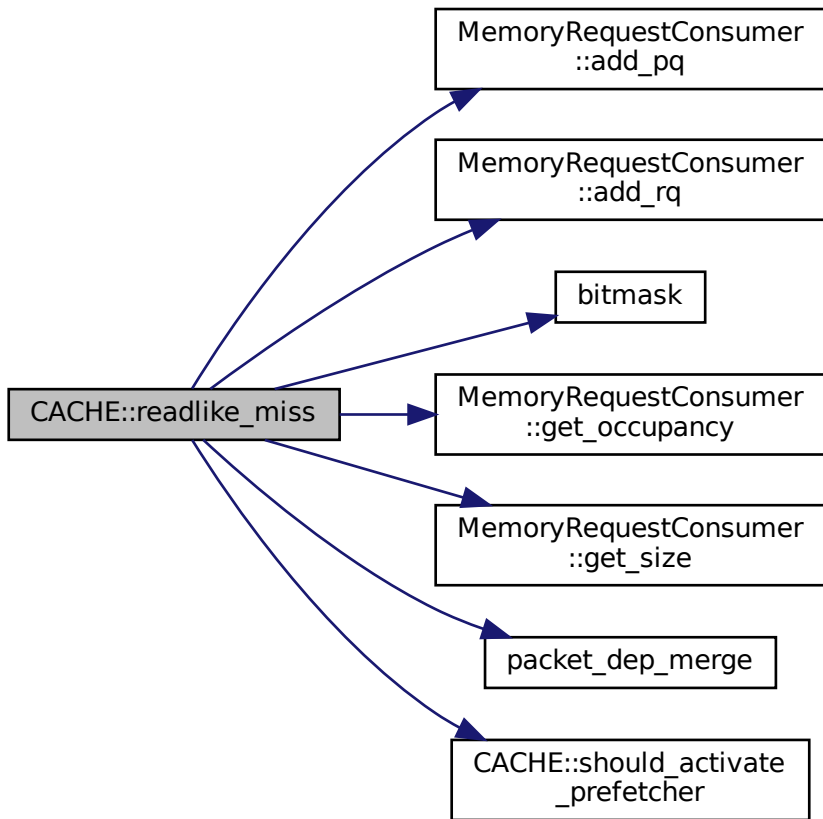 MemoryRequestConsumer
::add_pq
MemoryRequestConsumer
::add_rq
bitmask
CACHE::readlike_miss
MemoryRequestConsumer
::get_occupancy
MemoryRequestConsumer
::get_size
packet_dep_merge
CACHE::should_activate
_prefetcher